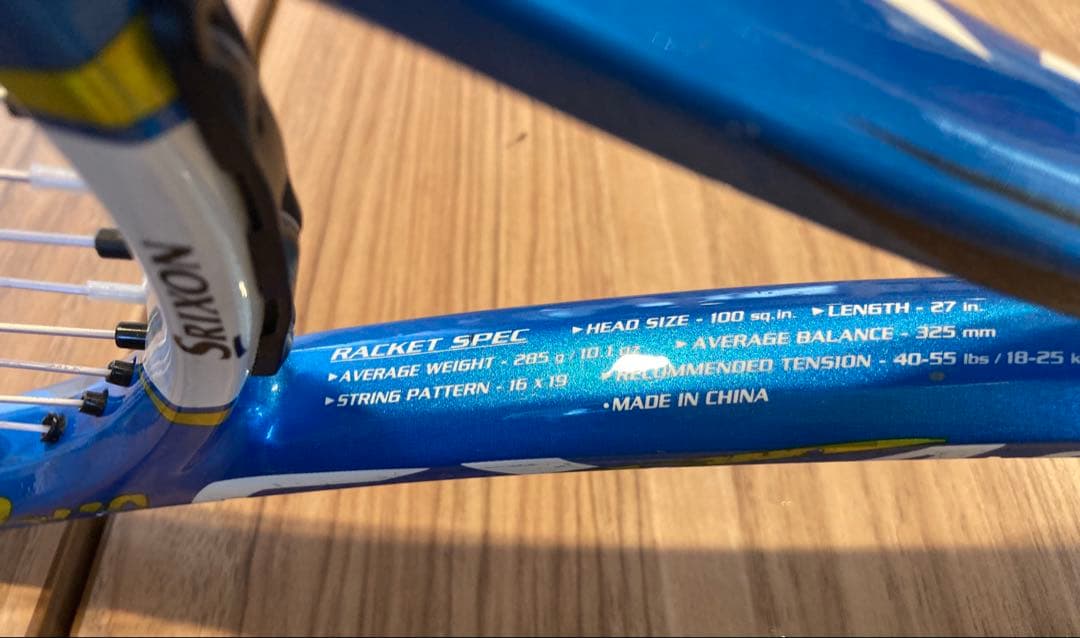 SRIXON
RACKET SPEC
▸HEAD SIZE - 100 sq.in. ▸LENGTH - 27 in.
▸AVERAGE WEIGHT - 285 g / 10.1 oz ▸AVERAGE BALANCE - 325 mm
▸STRING PATTERN - 16 x 19 ▸RECOMMENDED TENSION - 40-55 lbs / 18-25
•MADE IN CHINA